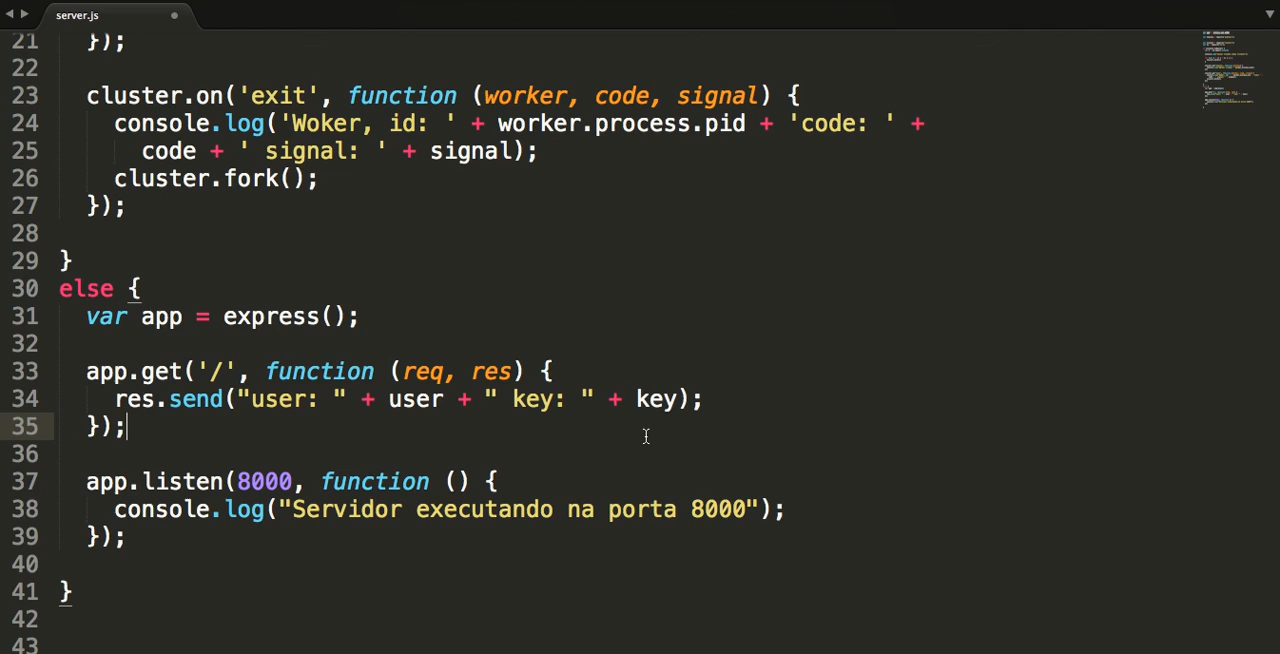 server.js
21 });
22
23 cluster.on('exit', function (worker, code, signal) {
24 console.log('Woker, id: ' + worker.process.pid + 'code: ' +
25 code + ' signal: ' + signal);
26 cluster.fork();
27 });
28
29 }
30 else {
31 var app = express();
32
33 app.get('/', function (req, res) {
34 res.send("user: " + user + " key: " + key);
35 });
36
37 app.listen(8000, function () {
38 console.log("Servidor executando na porta 8000");
39 });
40
41 }
42
43